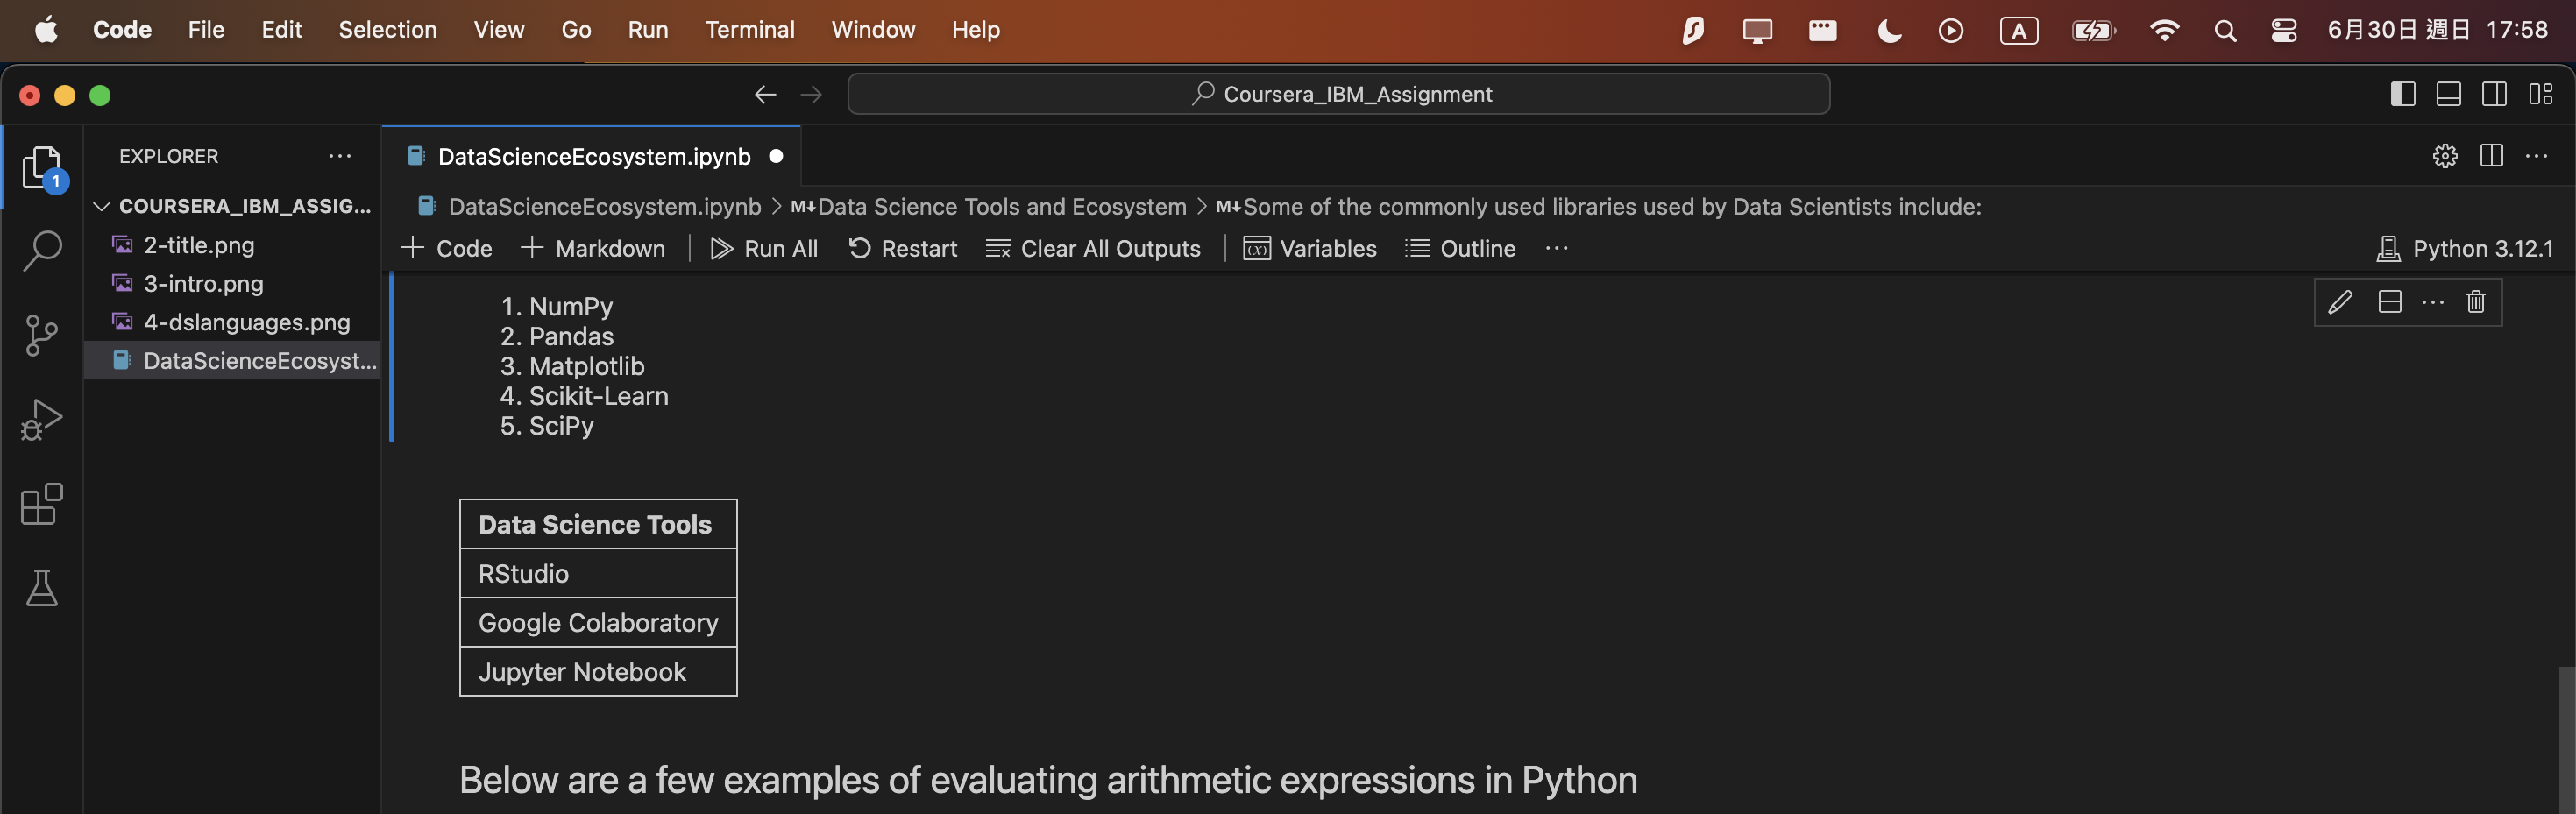 Code File Edit Selection View Go Run Terminal Window Help A 6月30日 週日 17:58
Coursera_IBM_Assignment
EXPLORER
1
COURSERA_IBM_ASSIG...
2-title.png
3-intro.png
4-dslanguages.png
DataScienceEcosyst...
DataScienceEcosystem.ipynb
DataScienceEcosystem.ipynb > M↓Data Science Tools and Ecosystem > M↓Some of the commonly used libraries used by Data Scientists include:
+ Code + Markdown Run All Restart Clear All Outputs (x) Variables Outline ... Python 3.12.1
1. NumPy
2. Pandas
3. Matplotlib
4. Scikit-Learn
5. SciPy
Data Science Tools
RStudio
Google Colaboratory
Jupyter Notebook
Below are a few examples of evaluating arithmetic expressions in Python